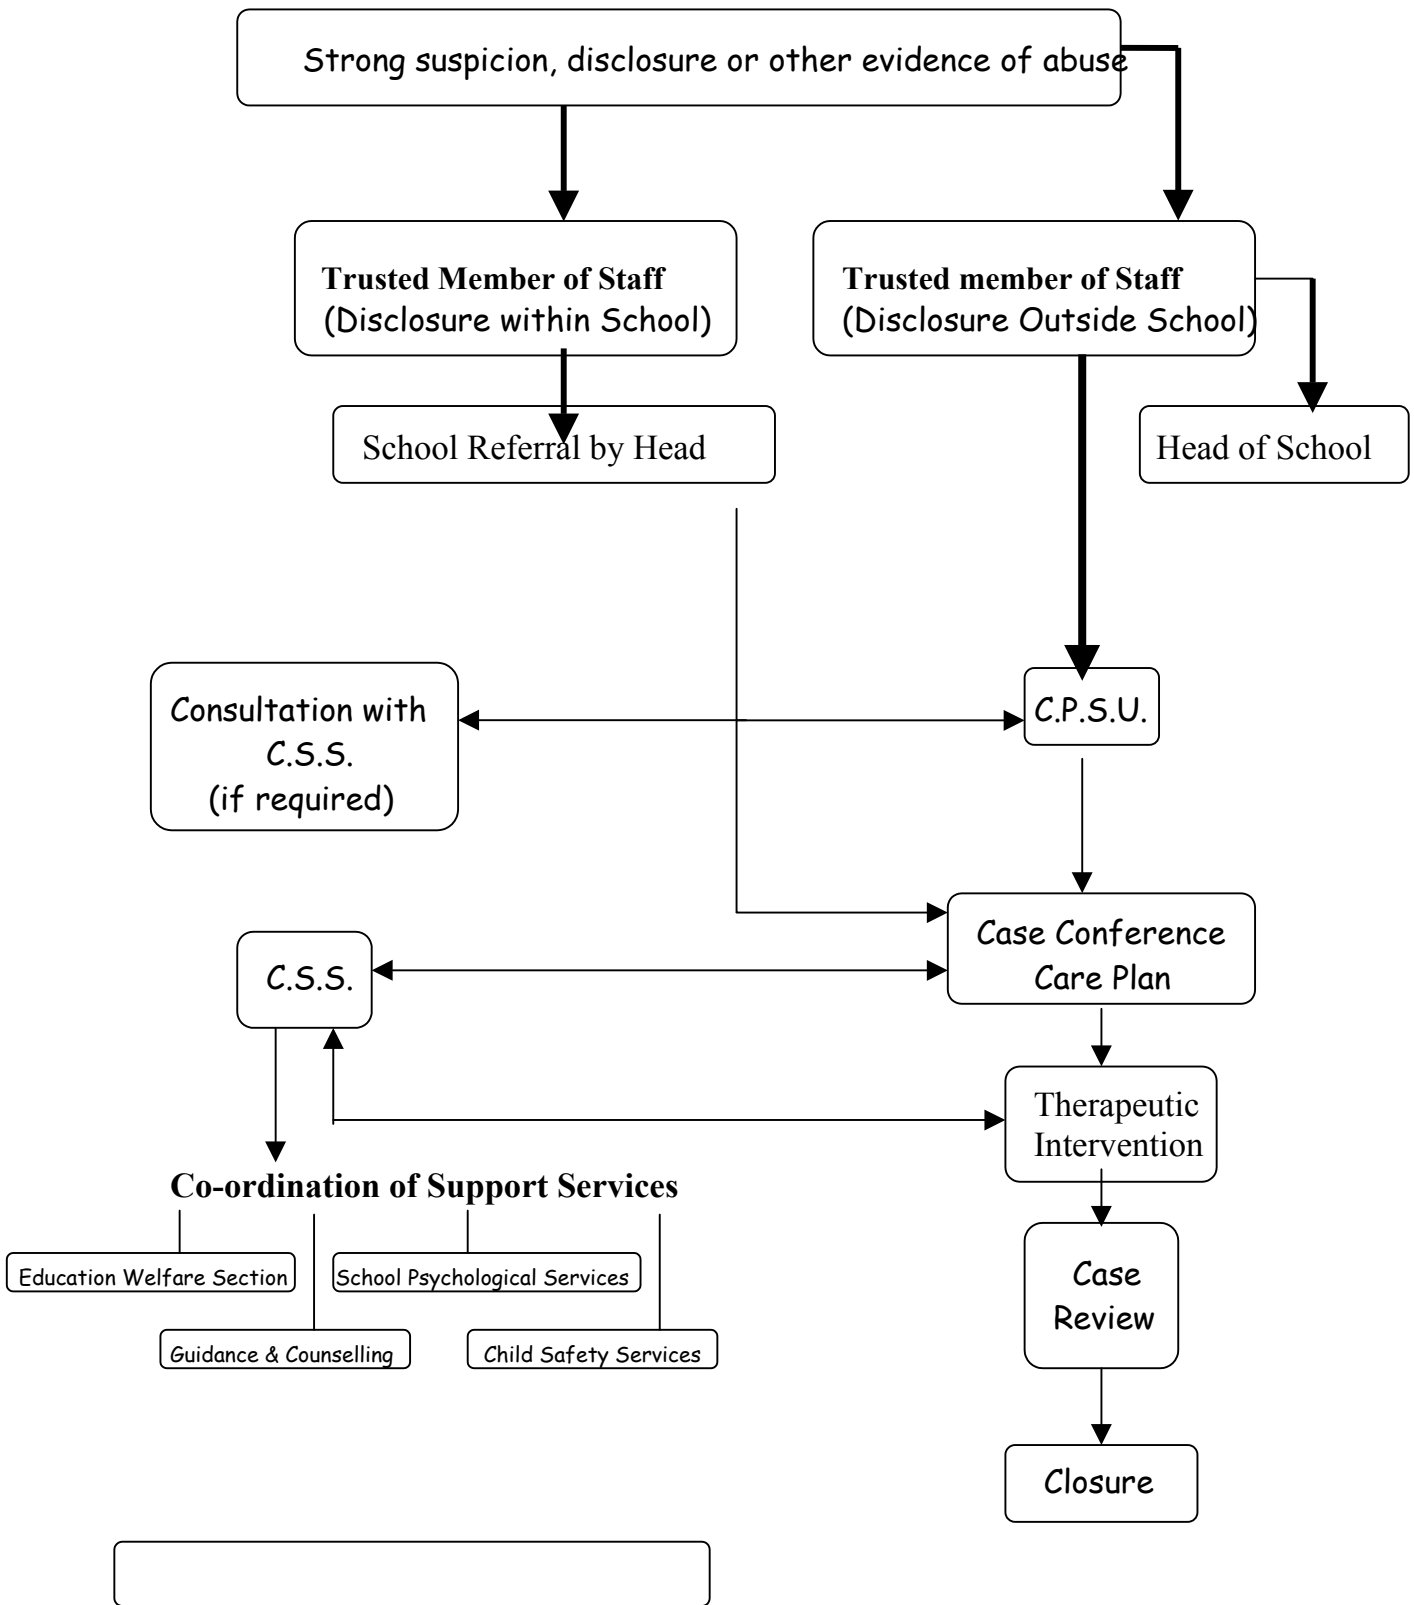 Strong suspicion, disclosure or other evidence of abuse
Trusted Member of Staff
(Disclosure within School)
Trusted member of Staff
(Disclosure Outside School)
School Referral by Head
Head of School
Consultation with
C.S.S.
(if required)
C.P.S.U.
Case Conference
Care Plan
C.S.S.
Therapeutic
Intervention
Co-ordination of Support Services
Education Welfare Section
School Psychological Services
Guidance & Counselling
Child Safety Services
Case
Review
Closure